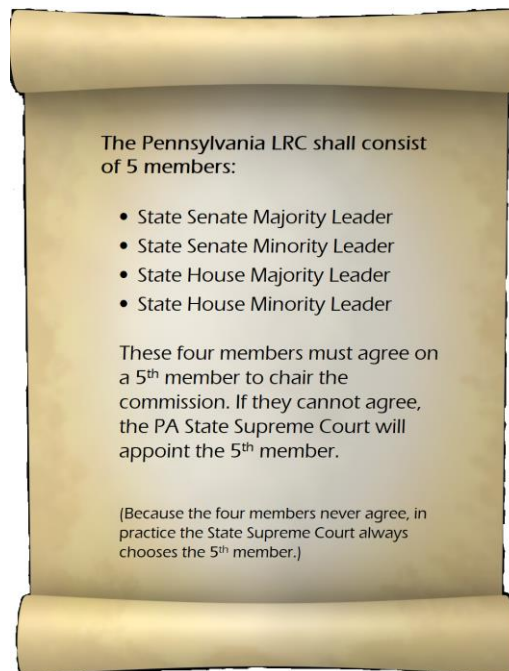 The Pennsylvania LRC shall consist
of 5 members:
• State Senate Majority Leader
• State Senate Minority Leader
• State House Majority Leader
• State House Minority Leader
These four members must agree on
a 5th member to chair the
commission. If they cannot agree,
the PA State Supreme Court will
appoint the 5th member.
(Because the four members never agree, in
practice the State Supreme Court always
chooses the 5th member.)